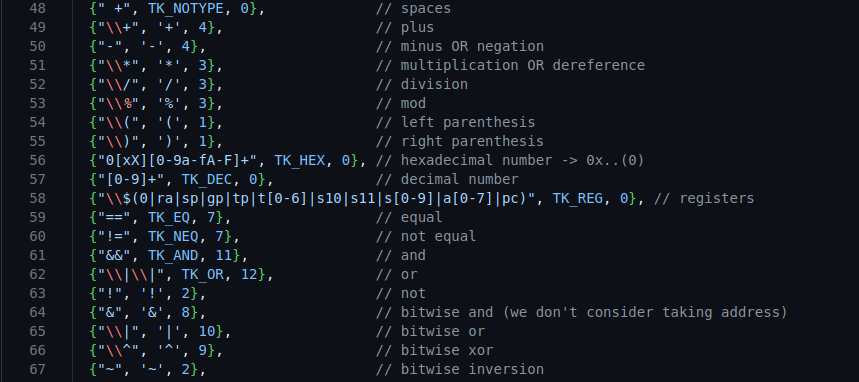 48 {" +", TK_NOTYPE, 0}, // spaces
49 {"\\+", '+', 4}, // plus
50 {"-", '-', 4}, // minus OR negation
51 {"\\*", '*', 3}, // multiplication OR dereference
52 {"\\/", '/', 3}, // division
53 {"\\%", '%', 3}, // mod
54 {"\\(", '(', 1}, // left parenthesis
55 {"\\)", ')', 1}, // right parenthesis
56 {"0[xX][0-9a-fA-F]+", TK_HEX, 0}, // hexadecimal number -> 0x..(0)
57 {"[0-9]+", TK_DEC, 0}, // decimal number
58 {"\\$(0|ra|sp|gp|tp|t[0-6]|s10|s11|s[0-9]|a[0-7]|pc)", TK_REG, 0}, // registers
59 {"==", TK_EQ, 7}, // equal
60 {"!=", TK_NEQ, 7}, // not equal
61 {"&&", TK_AND, 11}, // and
62 {"\\|\\|", TK_OR, 12}, // or
63 {"!", '!', 2}, // not
64 {"&", '&', 8}, // bitwise and (we don't consider taking address)
65 {"\\|", '|', 10}, // bitwise or
66 {"\\^", '^', 9}, // bitwise xor
67 {"~", '~', 2}, // bitwise inversion